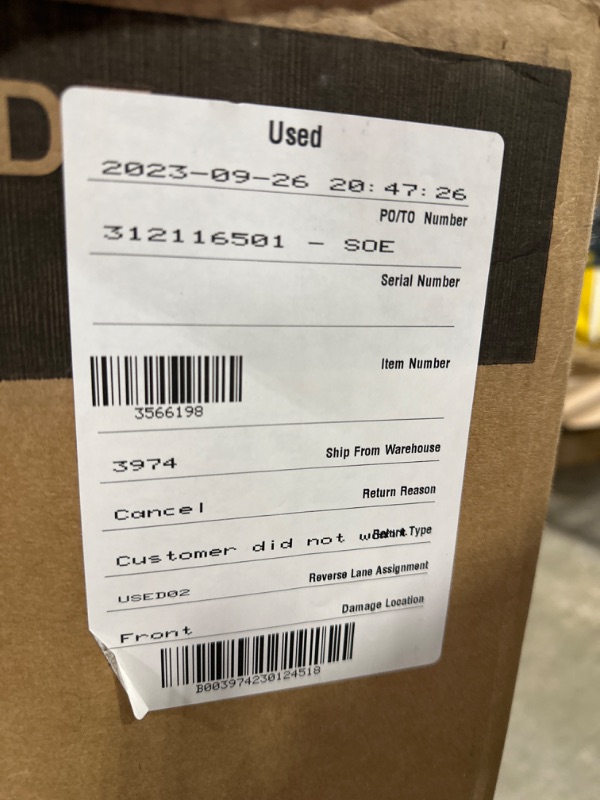 D
Used
2023-09-26 20:47:26
PO/TO Number
312116501 - SOE
Serial Number
Item Number
3566198
Ship From Warehouse
3974
Return Reason
Cancel
Return Type
Customer did not want
Reverse Lane Assignment
USED02
Damage Location
Front
B003974230124518